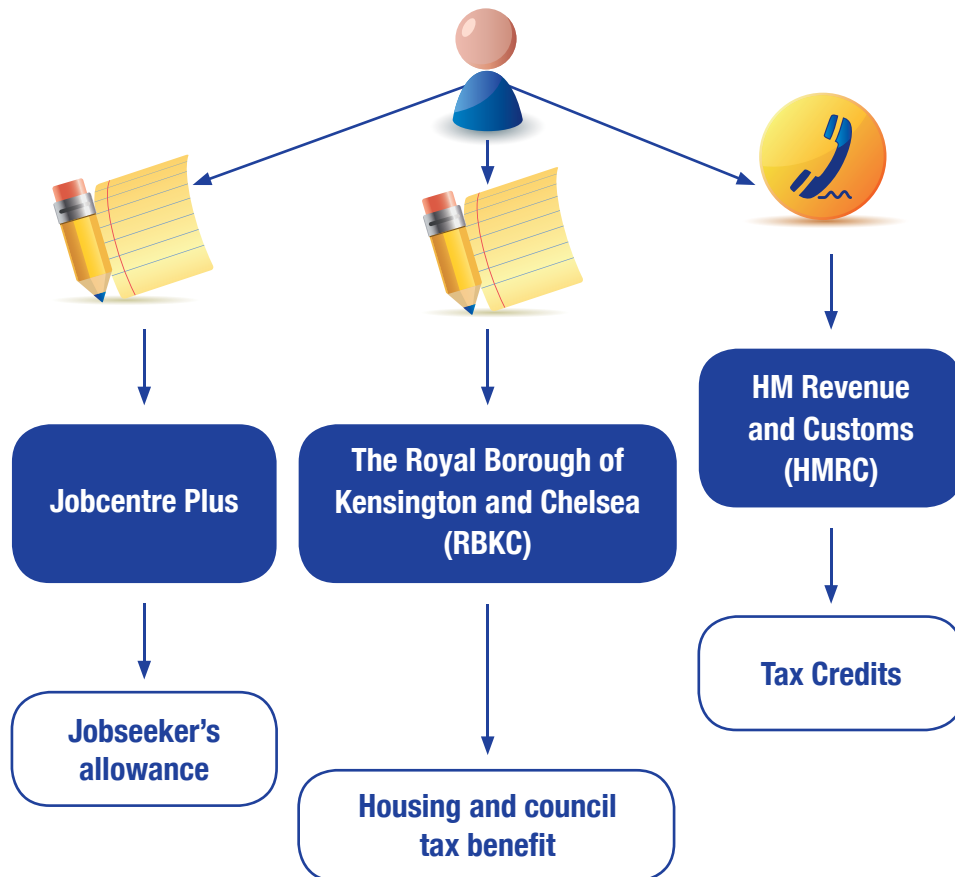 Jobcentre Plus
The Royal Borough of
Kensington and Chelsea
(RBKC)
HM Revenue
and Customs
(HMRC)
Jobseeker’s
allowance
Housing and council
tax benefit
Tax Credits